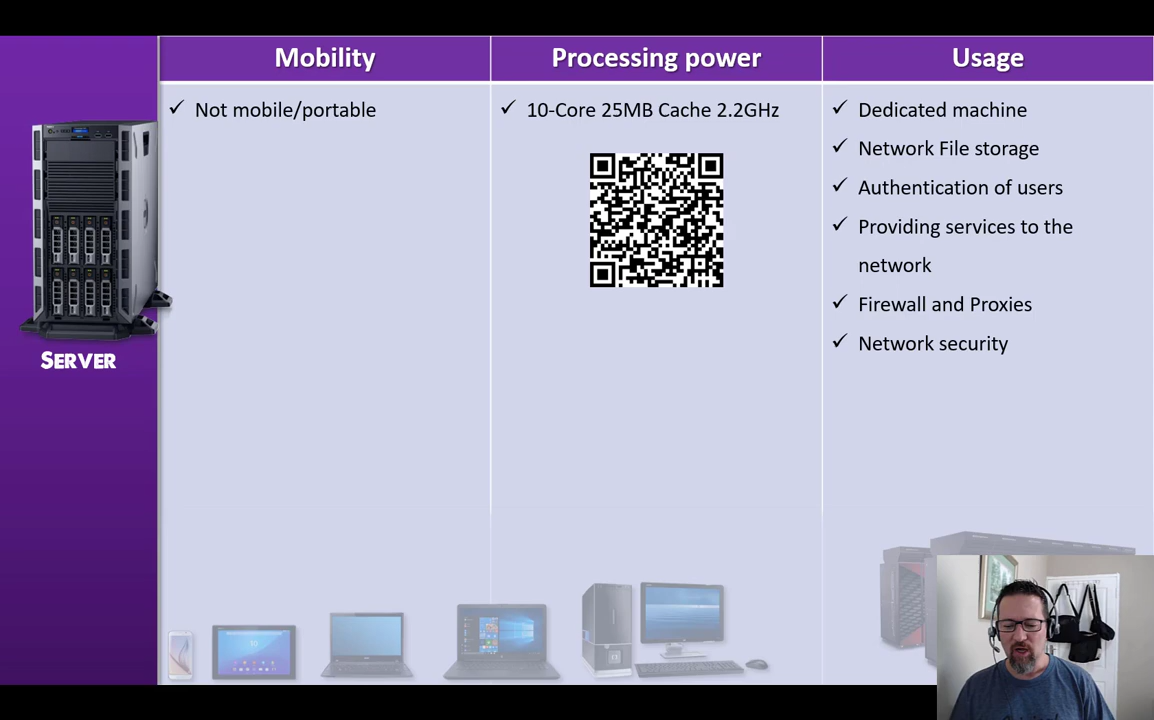 Mobility
Processing power
Usage
Not mobile/portable
10-Core 25MB Cache 2.2GHz
Dedicated machine
Network File storage
Authentication of users
Providing services to the
network
Firewall and Proxies
Network security
SERVER